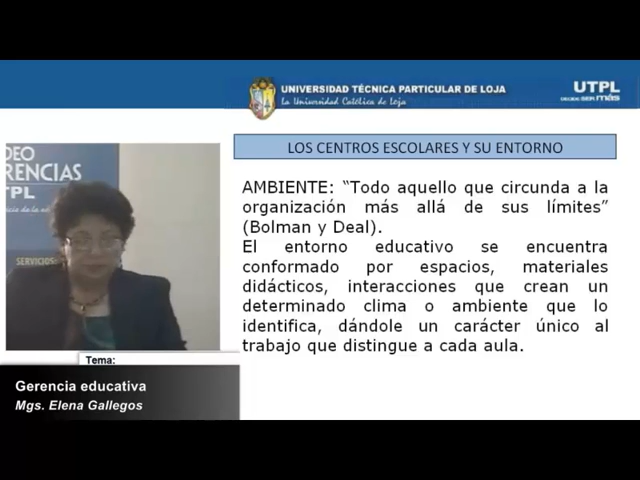 UNIVERSIDAD TÉCNICA PARTICULAR DE LOJA
La Universidad Católica de Loja
UTPL
LOS CENTROS ESCOLARES Y SU ENTORNO
AMBIENTE: “Todo aquello que circunda a la
organización más allá de sus límites”
(Bolman y Deal).
El entorno educativo se encuentra
conformado por espacios, materiales
didácticos, interacciones que crean un
determinado clima o ambiente que lo
identifica, dándole un carácter único al
trabajo que distingue a cada aula.
DEO
RENCIAS
TPL
SERVICIOS
Tema:
Gerencia educativa
Mgs. Elena Gallegos